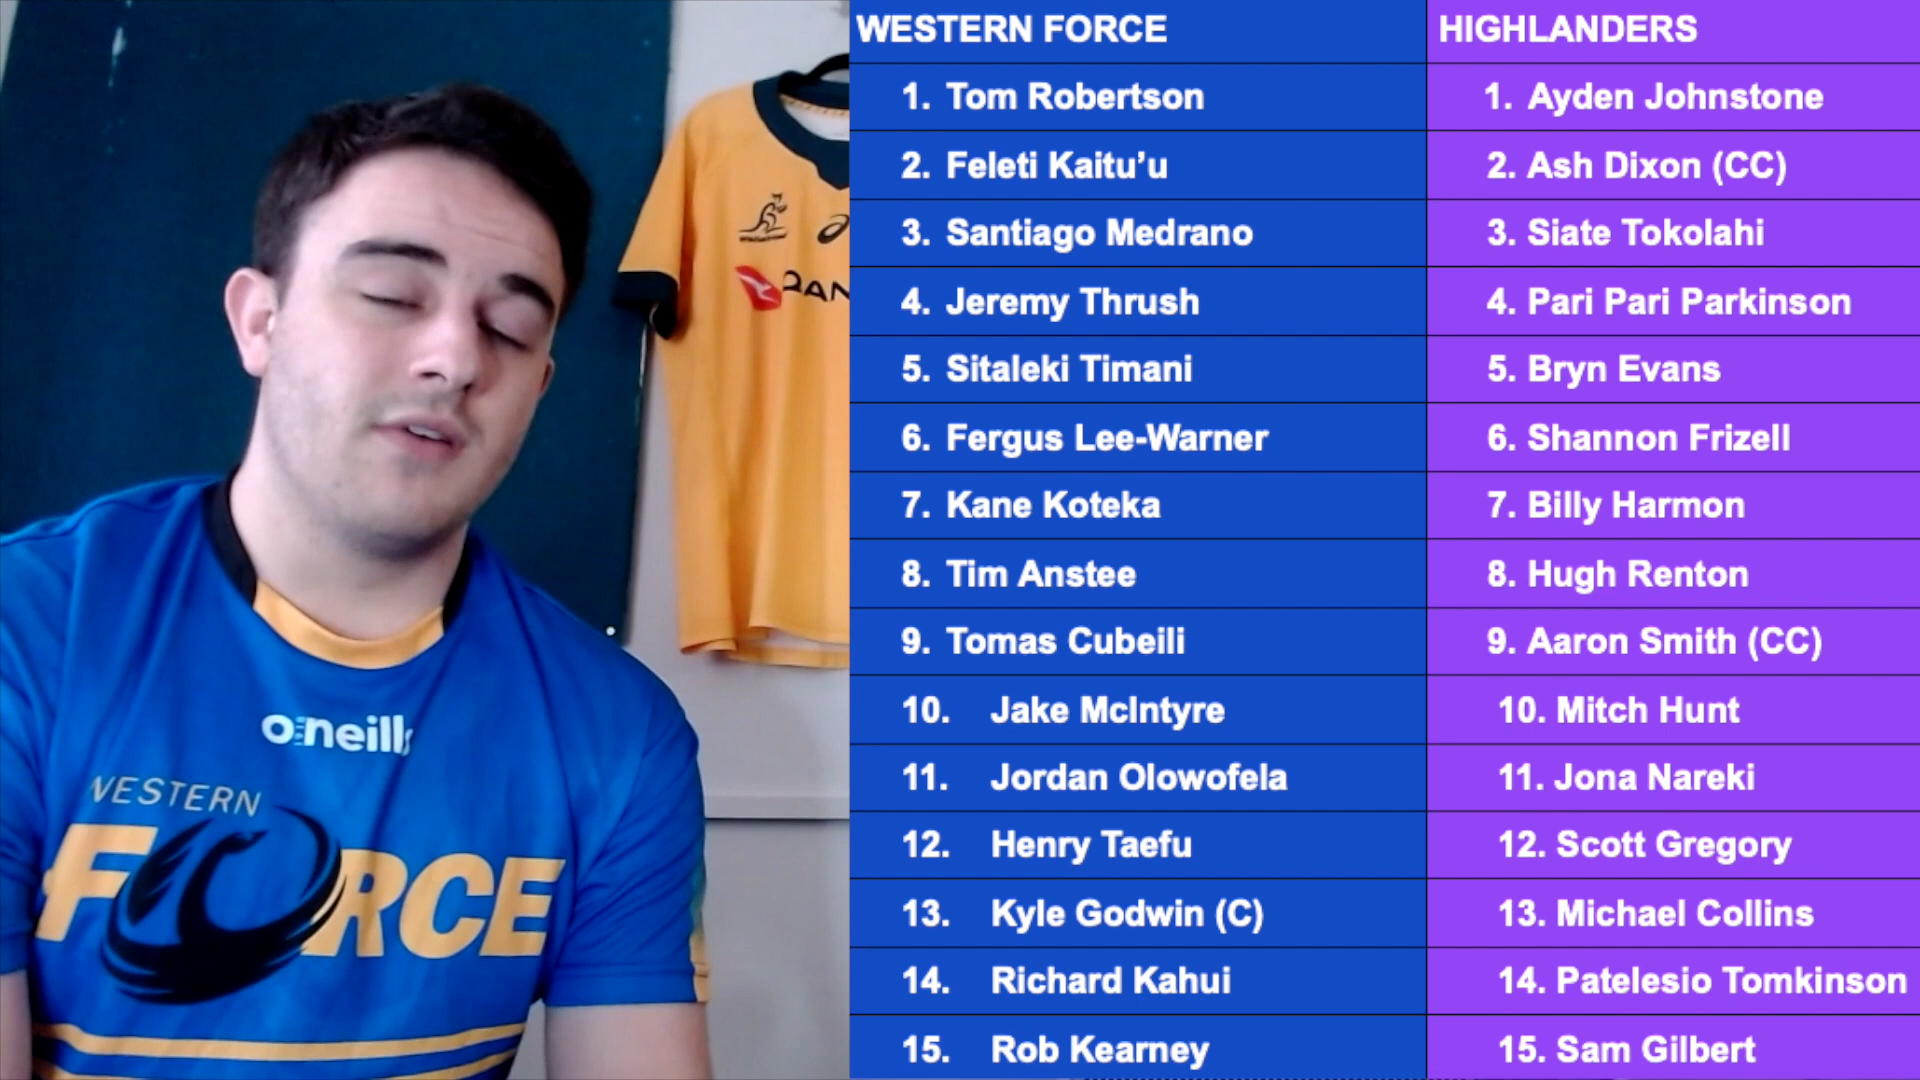 WESTERN FORCE
1. Tom Robertson
2. Feleti Kaitu’u
3. Santiago Medrano
4. Jeremy Thrush
5. Sitaleki Timani
6. Fergus Lee-Warner
7. Kane Koteka
8. Tim Anstee
9. Tomas Cubeili
10. Jake McIntyre
11. Jordan Olowofela
12. Henry Taefu
13. Kyle Godwin (C)
14. Richard Kahui
15. Rob Kearney
HIGHLANDERS
1. Ayden Johnstone
2. Ash Dixon (CC)
3. Siate Tokolahi
4. Pari Pari Parkinson
5. Bryn Evans
6. Shannon Frizell
7. Billy Harmon
8. Hugh Renton
9. Aaron Smith (CC)
10. Mitch Hunt
11. Jona Nareki
12. Scott Gregory
13. Michael Collins
14. Patelesio Tomkinson
15. Sam Gilbert
QAN
o'neills
WESTERN
FORCE